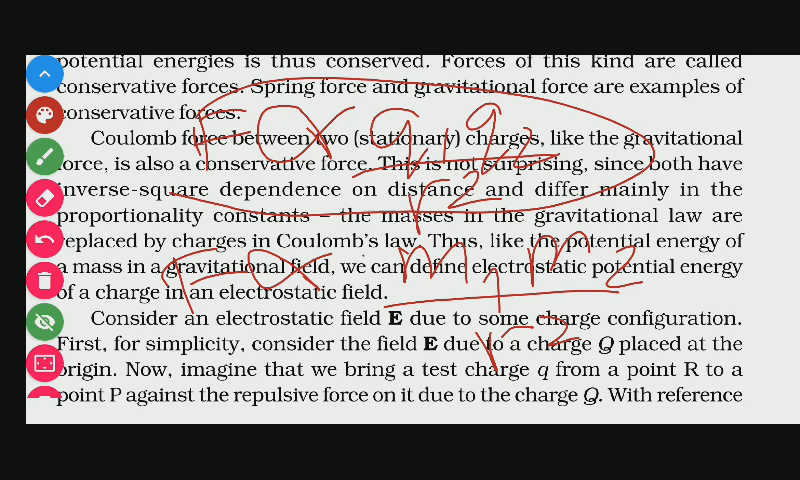 potential energies is thus conserved. Forces of this kind are called
conservative forces. Spring force and gravitational force are examples of
conservative forces.
Coulomb force between two (stationary) charges, like the gravitational
force, is also a conservative force. This is not surprising, since both have
inverse-square dependence on distance and differ mainly in the
proportionality constants – the masses in the gravitational law are
replaced by charges in Coulomb's law. Thus, like the potential energy of
a mass in a gravitational field, we can define electrostatic potential energy
of a charge in an electrostatic field.
Consider an electrostatic field E due to some charge configuration.
First, for simplicity, consider the field E due to a charge Q placed at the
origin. Now, imagine that we bring a test charge q from a point R to a
point P against the repulsive force on it due to the charge Q. With reference
F ∝ q1 q2
r2
F ∝ m1 m2
r2